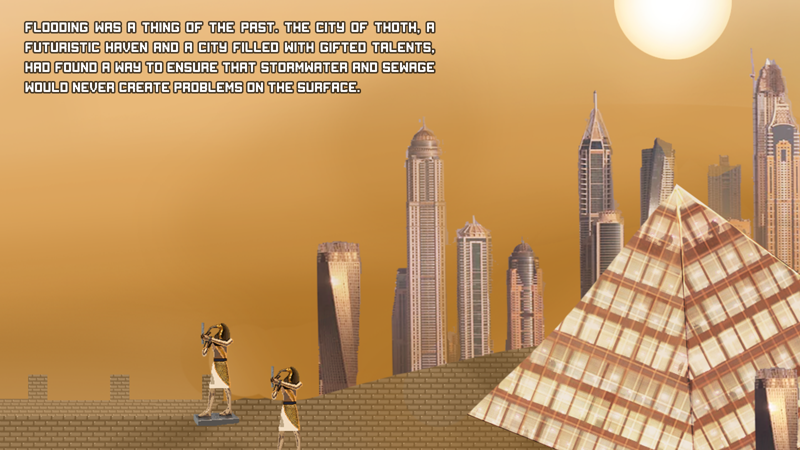 FLOODING WAS A THING OF THE PAST. THE CITY OF THOTH, A
FUTURISTIC HAVEN AND A CITY FILLED WITH GIFTED TALENTS,
HAD FOUND A WAY TO ENSURE THAT STORMWATER AND SEWAGE
WOULD NEVER CREATE PROBLEMS ON THE SURFACE.